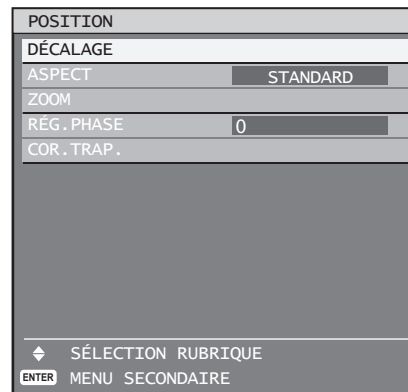 POSITION
DÉCALAGE
ASPECT STANDARD
ZOOM
RÉG.PHASE 0
COR.TRAP.
SÉLECTION RUBRIQUE
ENTER MENU SECONDAIRE